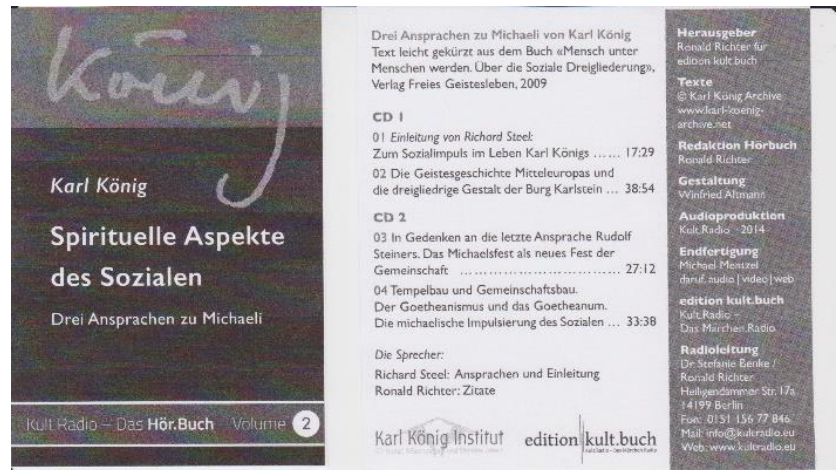 König
Karl König
Spirituelle Aspekte
des Sozialen
Drei Ansprachen zu Michaeli
Kult.Radio – Das Hör.Buch Volume 2
Drei Ansprachen zu Michaeli von Karl König
Text leicht gekürzt aus dem Buch «Mensch unter
Menschen werden. Über die Soziale Dreigliederung»,
Verlag Freies Geistesleben, 2009
CD 1
01 Einleitung von Richard Steel:
Zum Sozialimpuls im Leben Karl Königs ...... 17:29
02 Die Geistesgeschichte Mitteleuropas und
die dreigliedrige Gestalt der Burg Karlstein ... 38:54
CD 2
03 In Gedenken an die letzte Ansprache Rudolf
Steiners. Das Michaelsfest als neues Fest der
Gemeinschaft ................................. 27:12
04 Tempelbau und Gemeinschaftsbau.
Der Goetheanismus und das Goetheanum.
Die michaelische Impulsierung des Sozialen ... 33:38
Die Sprecher:
Richard Steel: Ansprachen und Einleitung
Ronald Richter: Zitate
Karl König Institut
edition kult.buch
Herausgeber
Ronald Richter für
edition kult.buch
Texte
© Karl König Archive
www.karl-koenig-
archive.net
Redaktion Hörbuch
Ronald Richter
Gestaltung
Winfried Altmann
Audioproduktion
Kult.Radio - 2014
Endfertigung
Michael Mentzel
daruf. audio | video | web
edition kult.buch
Kult.Radio –
Das Märchen.Radio
Radioleitung
Dr Stefanie Benke /
Ronald Richter
Heiligendammer Str. 17a
14199 Berlin
Fon: 0151 156 77 846
Mail: info@kultradio.eu
Web: www.kultradio.eu